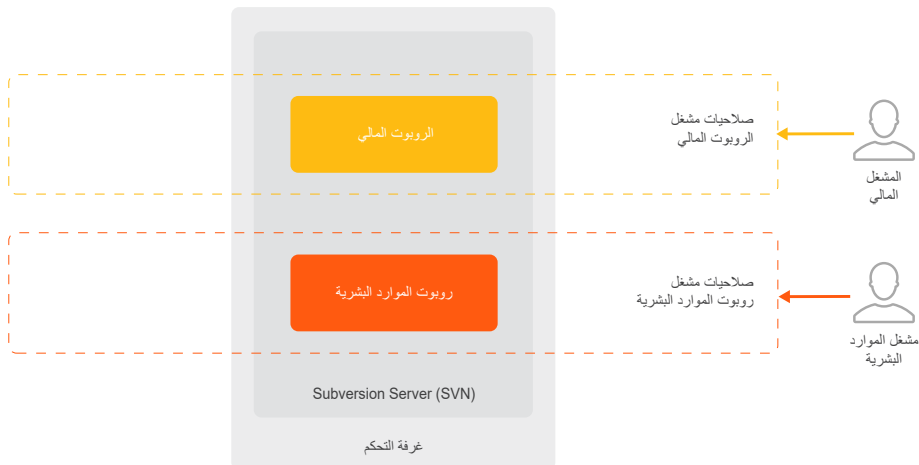 صلاحيات مشغل
الروبوت المالي
الروبوت المالي
المشغل
المالي
صلاحيات مشغل
روبوت الموارد البشرية
روبوت الموارد البشرية
مشغل الموارد
البشرية
Subversion Server (SVN)
غرفة التحكم